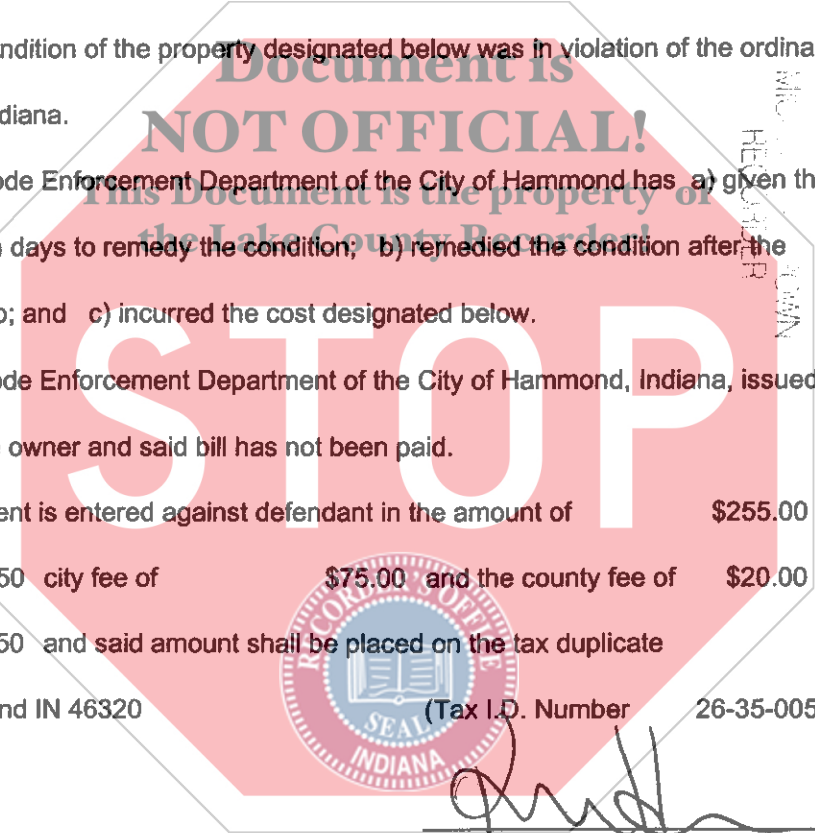 ndition of the property designated below was in violation of the ordina
Document is
diana.
NOT OFFICIAL!
ode Enforcement Department of the City of Hammond has a) given th
This Document is the property of
days to remedy the condition; b) remedied the condition after the
the Lake County Recorder!
; and c) incurred the cost designated below.
STOP
ode Enforcement Department of the City of Hammond, Indiana, issued
owner and said bill has not been paid.
ent is entered against defendant in the amount of $255.00
50 city fee of $75.00 and the county fee of $20.00
50 and said amount shall be placed on the tax duplicate
nd IN 46320 (Tax I.D. Number 26-35-005
RECORDER'S OFFICE
SEAL
INDIANA
RECORDER